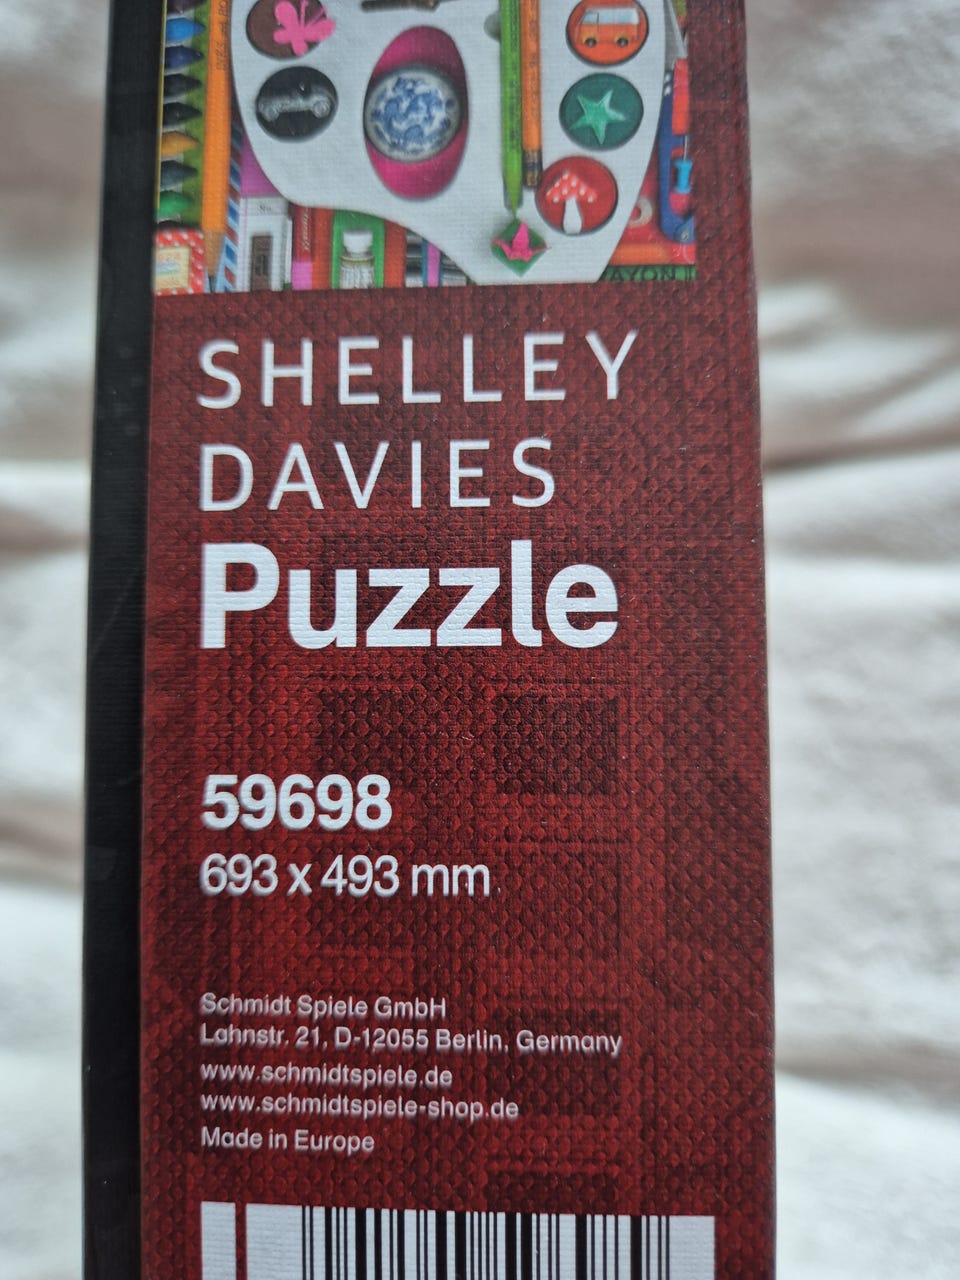 SHELLEY
DAVIES
Puzzle
59698
693 x 493 mm
Schmidt Spiele GmbH
Lahnstr. 21, D-12055 Berlin, Germany
www.schmidtspiele.de
www.schmidtspiele-shop.de
Made in Europe